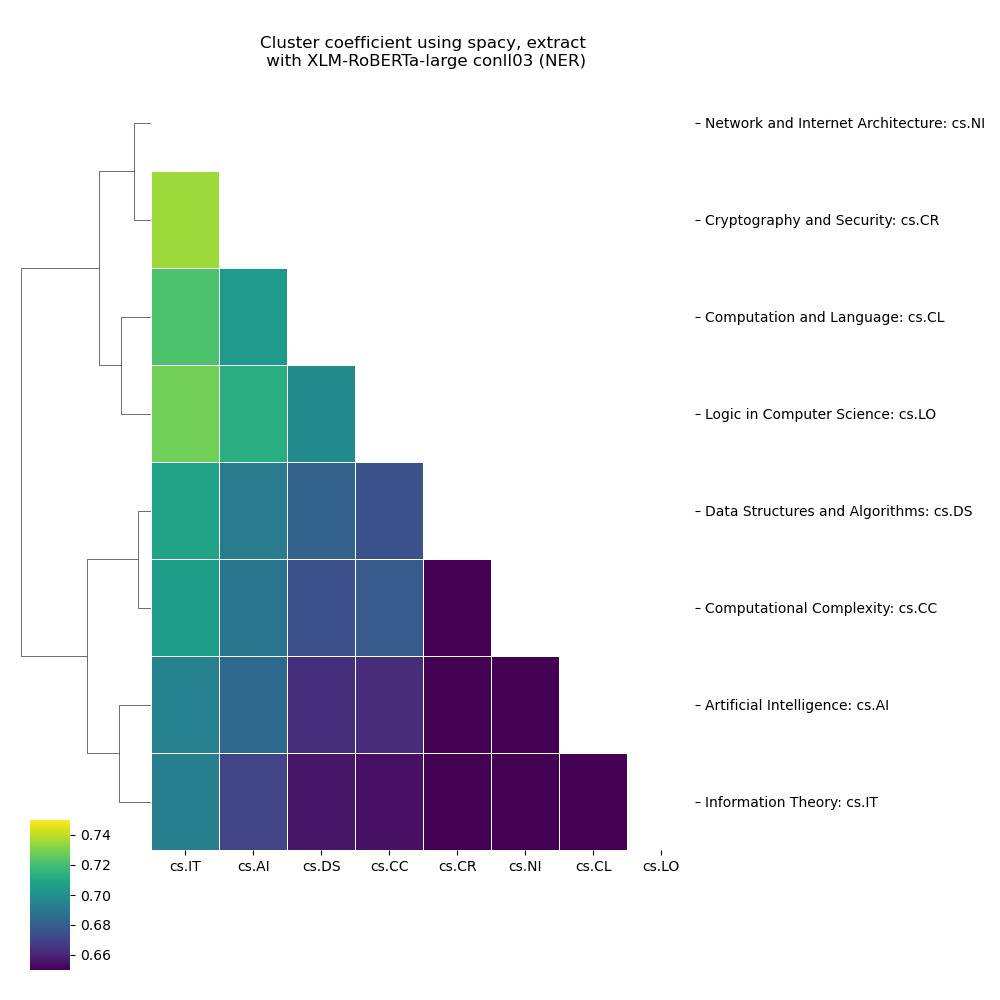 Cluster coefficient using spacy, extract
with XLM-RoBERTa-large conll03 (NER)
Network and Internet Architecture: cs.NI
Cryptography and Security: cs.CR
Computation and Language: cs.CL
Logic in Computer Science: cs.LO
Data Structures and Algorithms: cs.DS
Computational Complexity: cs.CC
Artificial Intelligence: cs.AI
Information Theory: cs.IT
cs.IT cs.AI cs.DS cs.CC cs.CR cs.NI cs.CL cs.LO
0.74
0.72
0.70
0.68
0.66